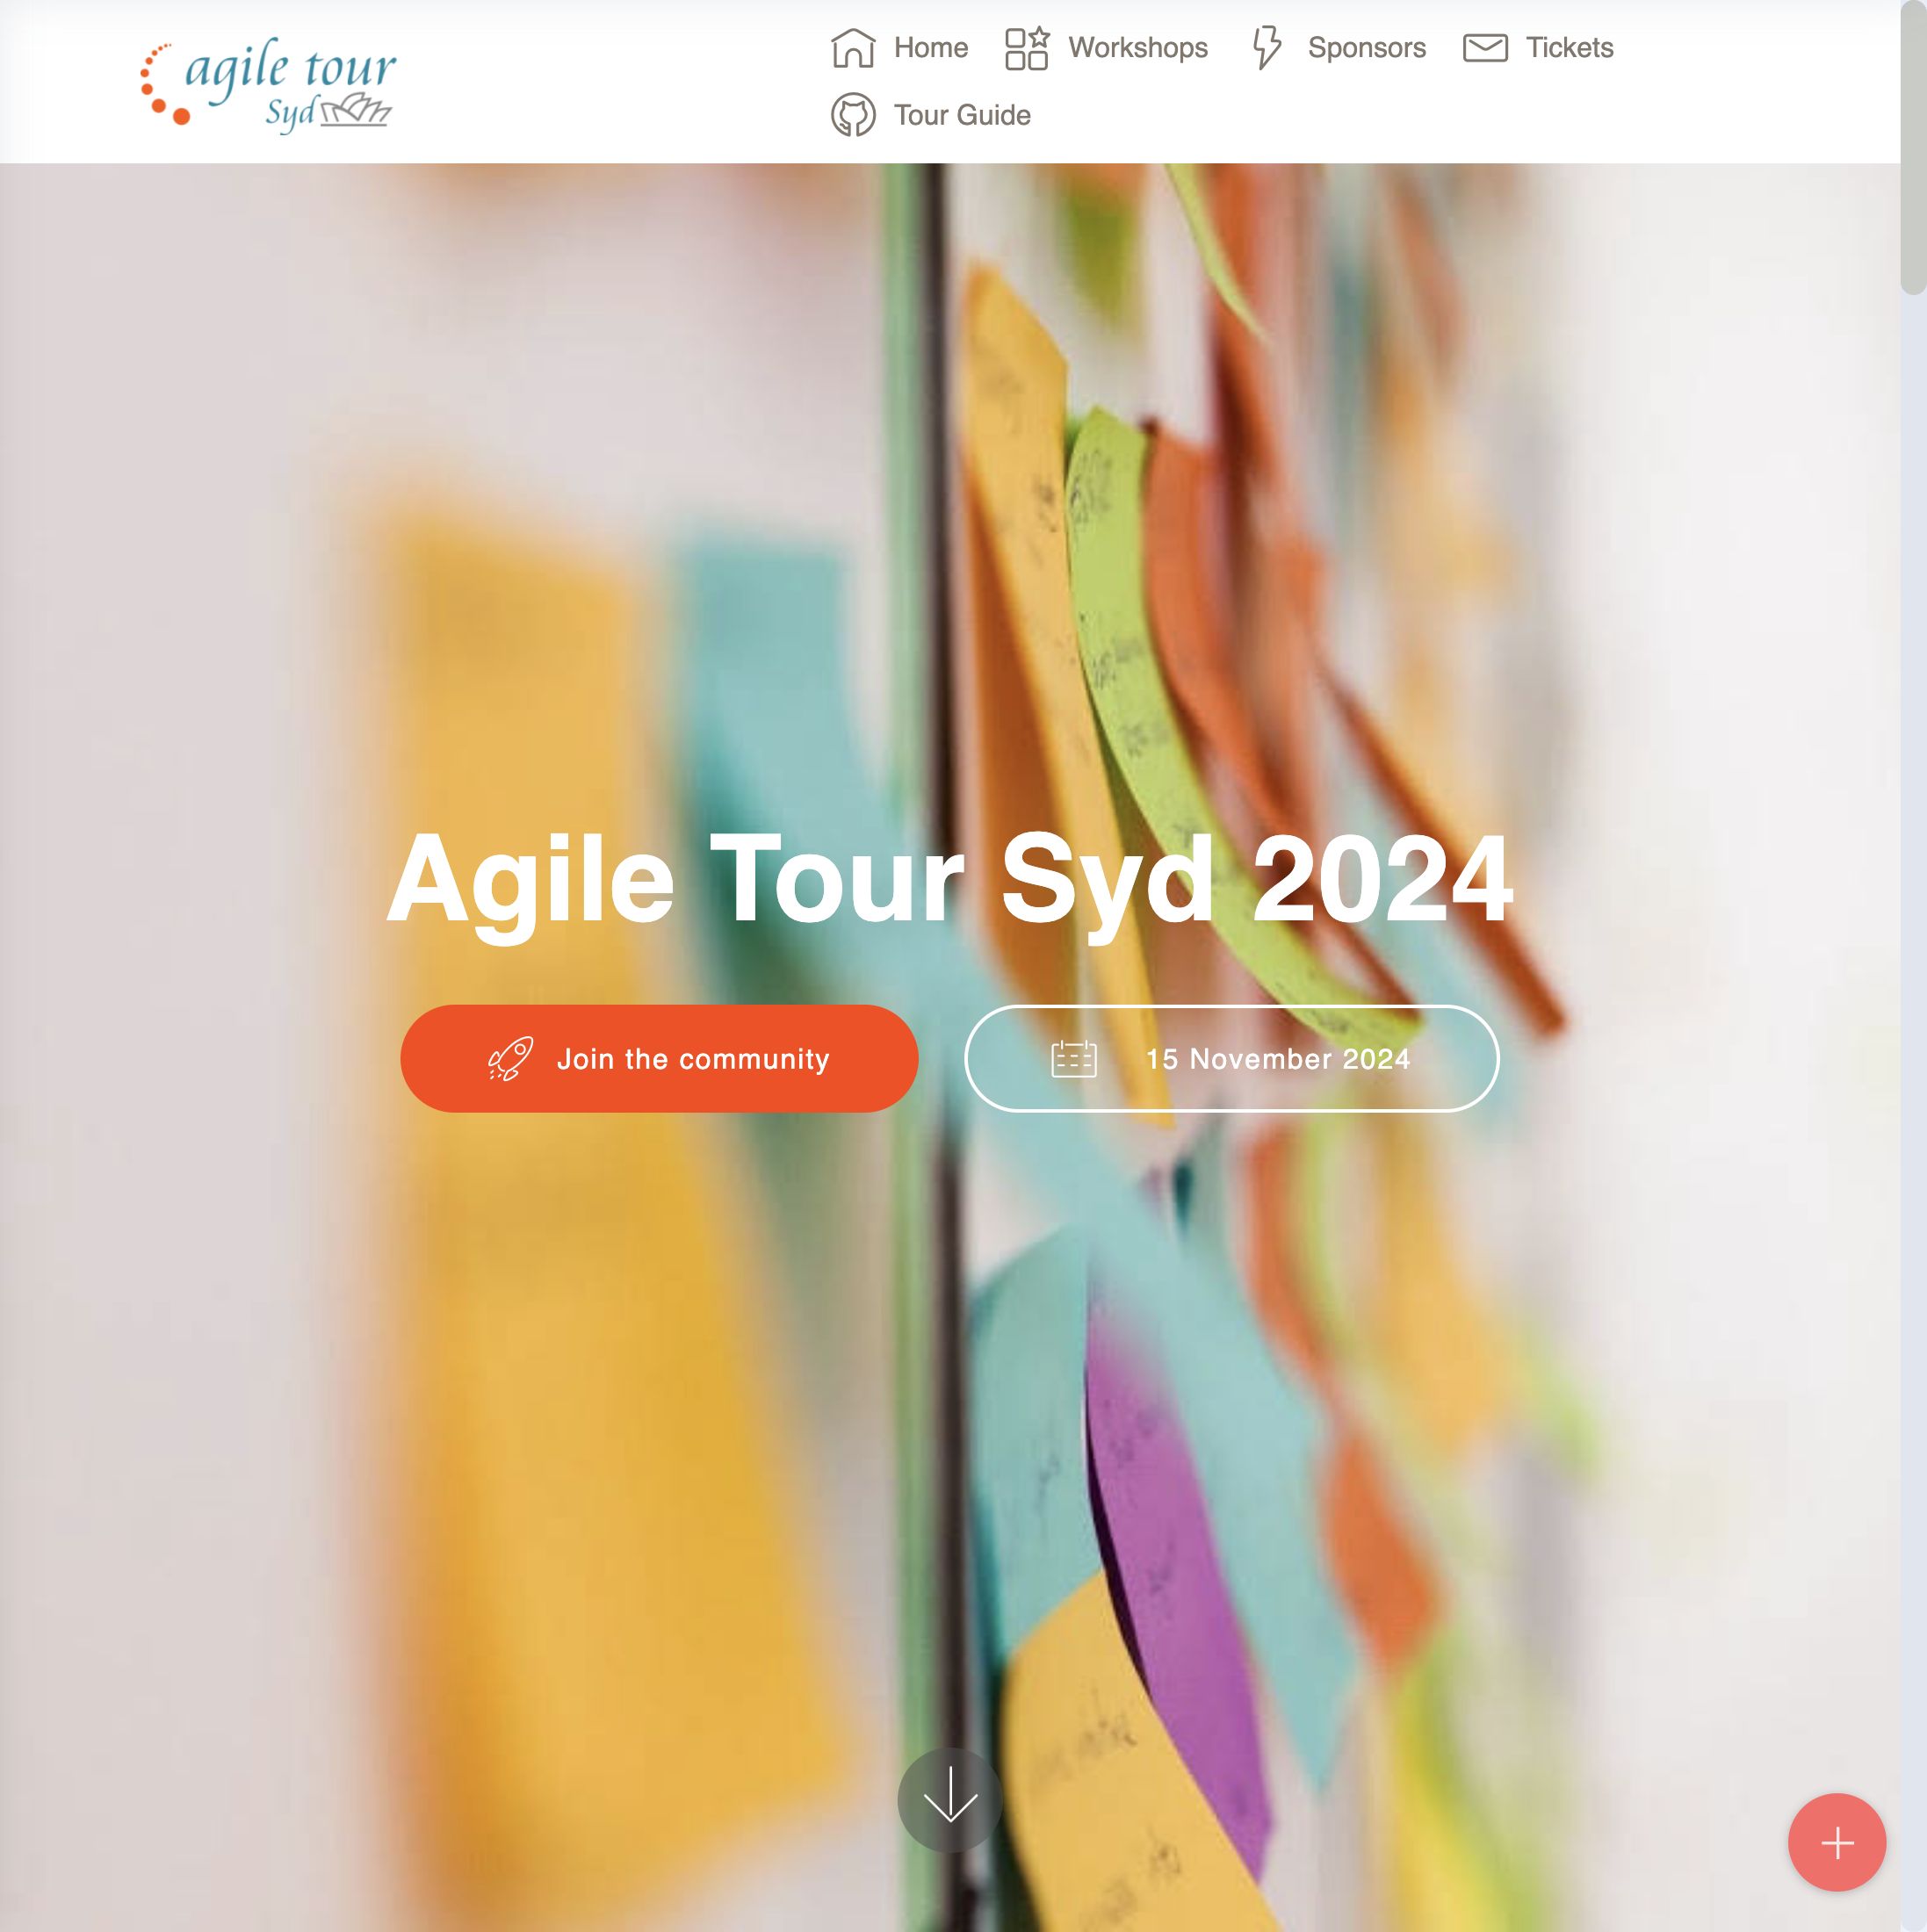 agile tour
Syd
Home
Workshops
Sponsors
Tickets
Tour Guide
Agile Tour Syd 2024
Join the community
15 November 2024